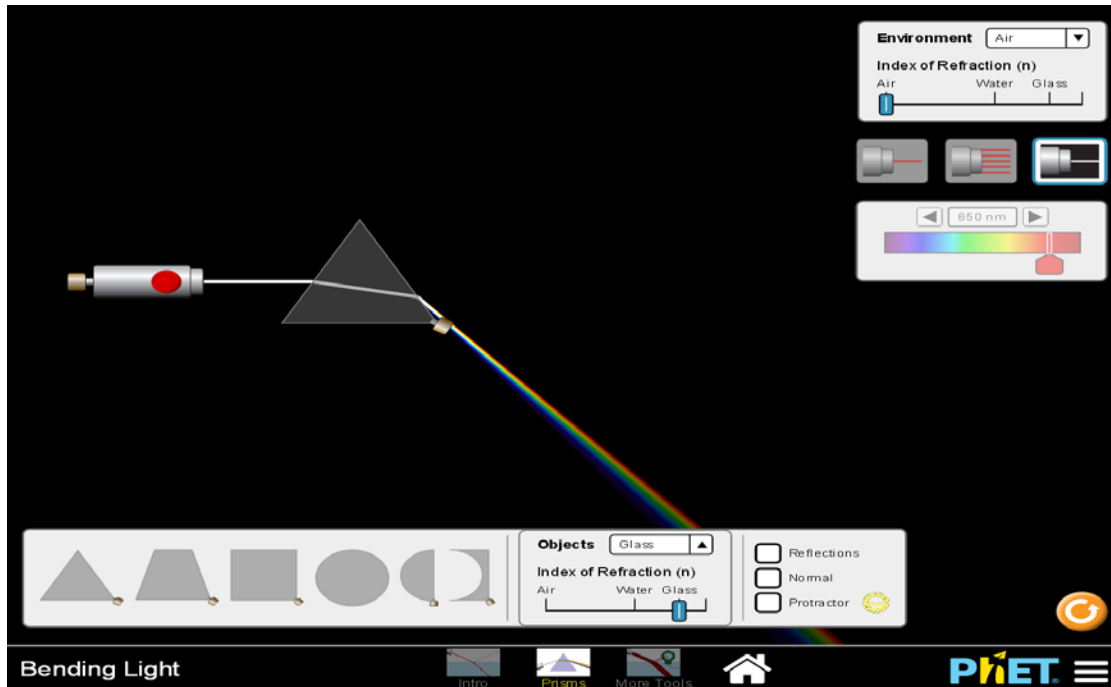 Environment Air
Index of Refraction (n)
Air Water Glass
650 nm
Objects Glass
Index of Refraction (n)
Air Water Glass
Reflections
Normal
Protractor
Bending Light
Intro
Prisms
More Tools
PhET